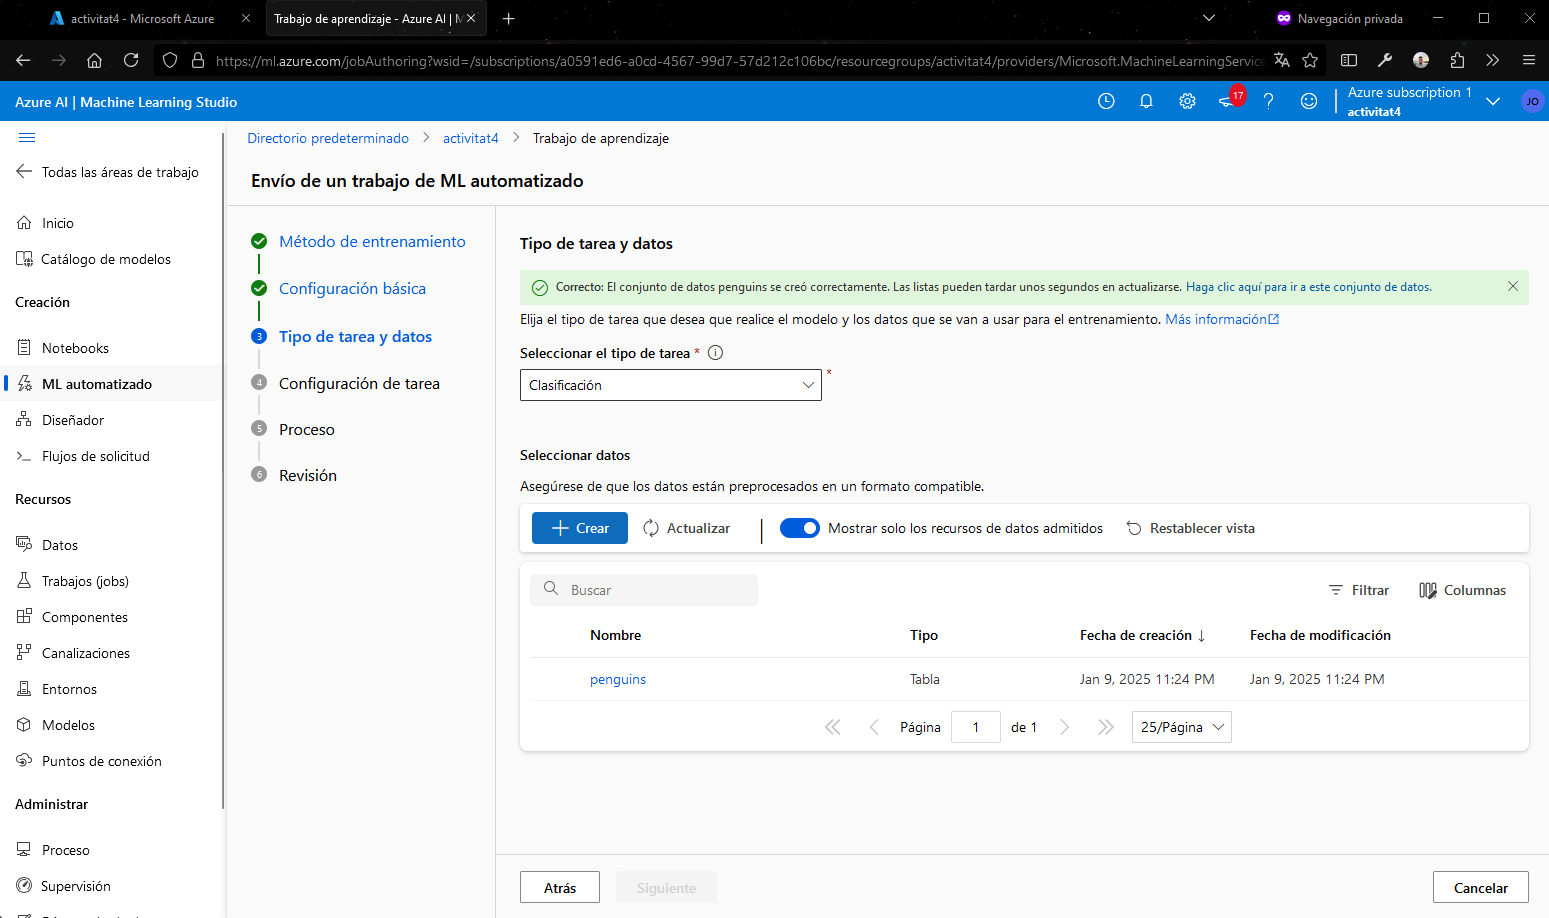 activitat4 - Microsoft Azure
Trabajo de aprendizaje - Azure AI | M
Navegación privada
https://ml.azure.com/jobAuthoring?wsid=/subscriptions/a0591ed6-a0cd-4567-99d7-57d212c106bc/resourcegroups/activitat4/providers/Microsoft.MachineLearningService
Azure AI | Machine Learning Studio
17
Azure subscription 1
activitat4
JO
Directorio predeterminado
activitat4
Trabajo de aprendizaje
Todas las áreas de trabajo
Inicio
Catálogo de modelos
Creación
Notebooks
ML automatizado
Diseñador
Flujos de solicitud
Recursos
Datos
Trabajos (jobs)
Componentes
Canalizaciones
Entornos
Modelos
Puntos de conexión
Administrar
Proceso
Supervisión
Envío de un trabajo de ML automatizado
Método de entrenamiento
Configuración básica
3 Tipo de tarea y datos
4 Configuración de tarea
5 Proceso
6 Revisión
Tipo de tarea y datos
Correcto: El conjunto de datos penguins se creó correctamente. Las listas pueden tardar unos segundos en actualizarse. Haga clic aquí para ir a este conjunto de datos.
Elija el tipo de tarea que desea que realice el modelo y los datos que se van a usar para el entrenamiento. Más información
Seleccionar el tipo de tarea *
Clasificación *
Seleccionar datos
Asegúrese de que los datos están preprocesados en un formato compatible.
Crear
Actualizar
Mostrar solo los recursos de datos admitidos
Restablecer vista
Buscar
Filtrar
Columnas
Nombre Tipo Fecha de creación ↓ Fecha de modificación
penguins Tabla Jan 9, 2025 11:24 PM Jan 9, 2025 11:24 PM
Página 1 de 1 25/Página
Atrás
Siguiente
Cancelar